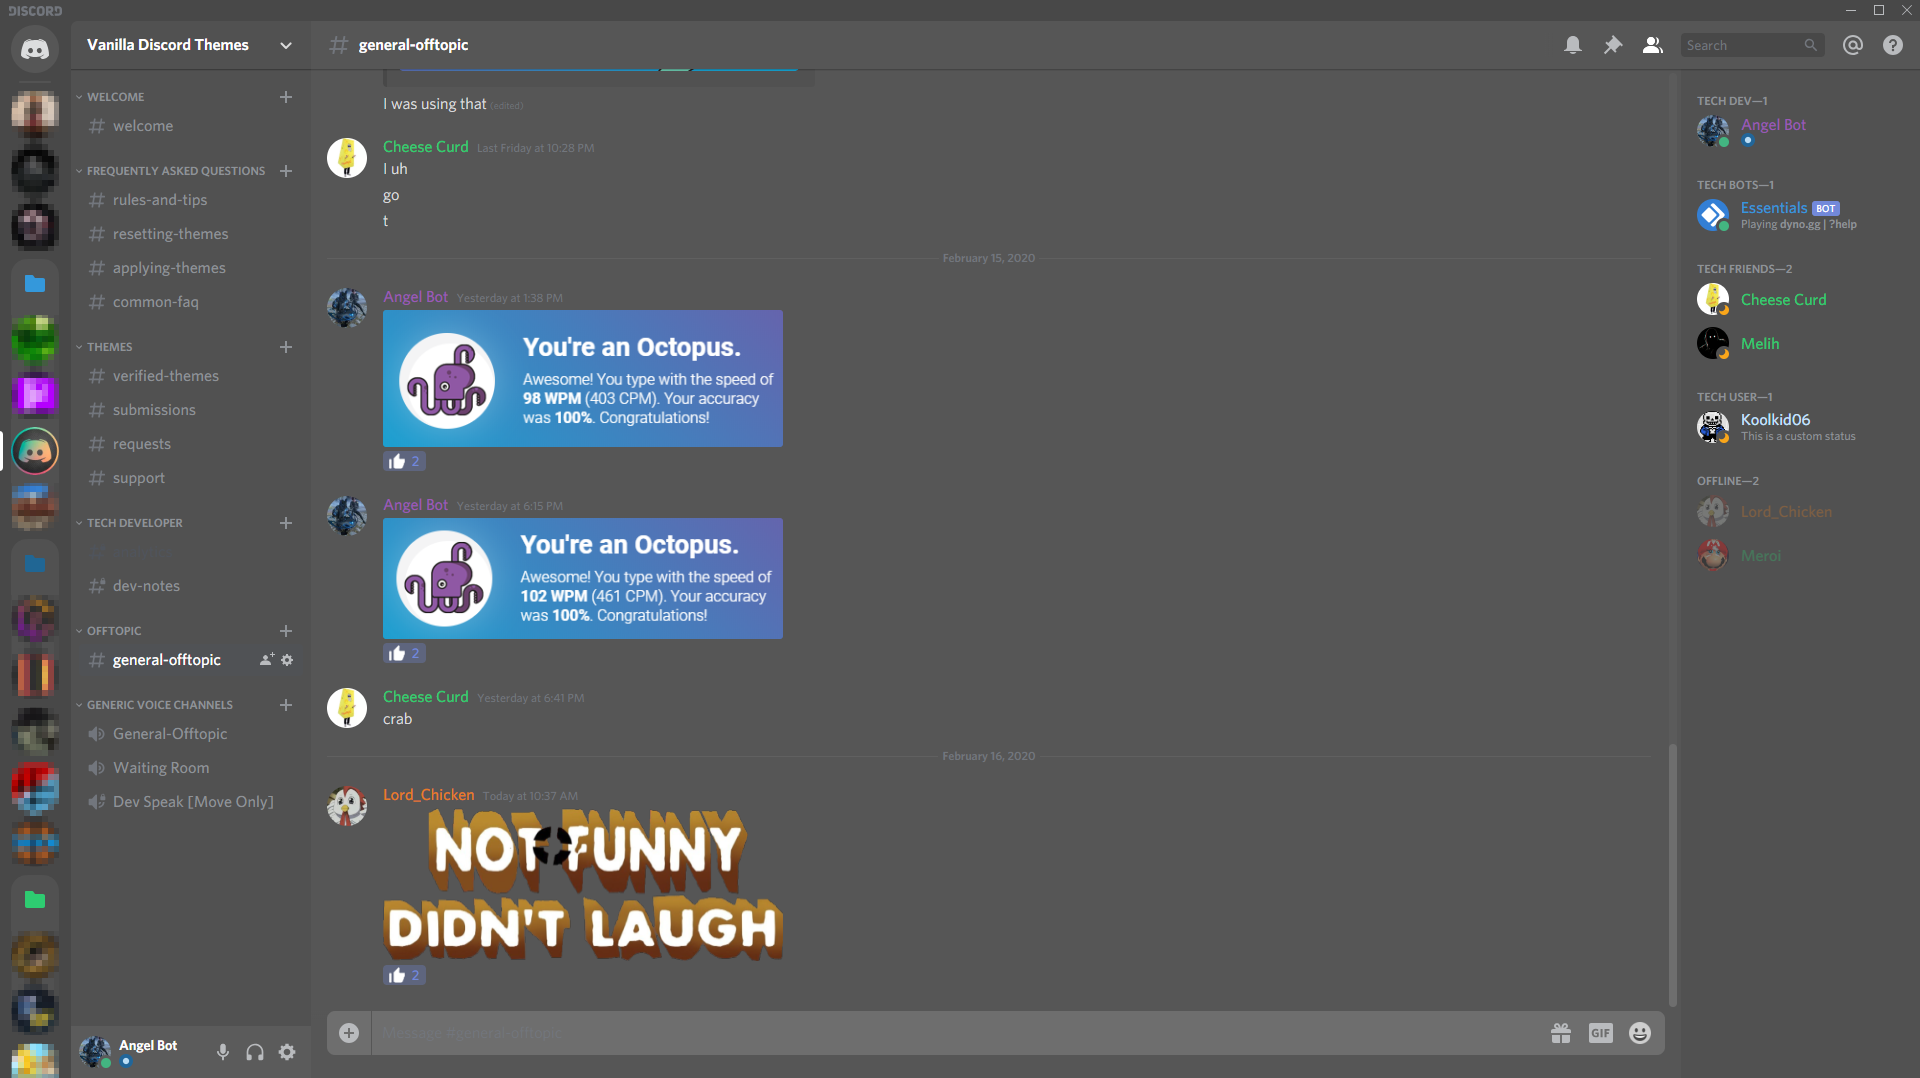 DISCORD
Vanilla Discord Themes
WELCOME
welcome
FREQUENTLY ASKED QUESTIONS
rules-and-tips
resetting-themes
applying-themes
common-faq
THEMES
verified-themes
submissions
requests
support
TECH DEVELOPER
dev-notes
OFFTOPIC
general-offtopic
GENERIC VOICE CHANNELS
General-Offtopic
Waiting Room
Dev Speak [Move Only]
Angel Bot
general-offtopic
Search
I was using that (edited)
Cheese Curd Last Friday at 10:28 PM
I uh
go
t
February 15, 2020
Angel Bot Yesterday at 1:38 PM
You're an Octopus.
Awesome! You type with the speed of
98 WPM (403 CPM). Your accuracy
was 100%. Congratulations!
2
Angel Bot Yesterday at 6:15 PM
You're an Octopus.
Awesome! You type with the speed of
102 WPM (461 CPM). Your accuracy
was 100%. Congratulations!
2
Cheese Curd Yesterday at 6:41 PM
crab
February 16, 2020
Lord_Chicken Today at 10:37 AM
NOT FUNNY
DIDN'T LAUGH
2
Message #general-offtopic
GIF
TECH DEV—1
Angel Bot
TECH BOTS—1
Essentials BOT
Playing dyno.gg | ?help
TECH FRIENDS—2
Cheese Curd
Melih
TECH USER—1
Koolkid06
This is a custom status
OFFLINE—2
Lord_Chicken